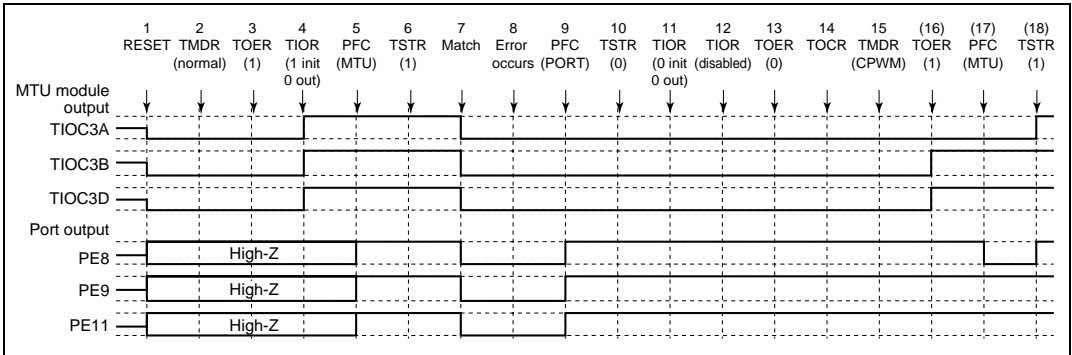 1 2 3 4 5 6 7 8 9 10 11 12 13 14 15 (16) (17) (18)
RESET TMDR TOER TIOR PFC TSTR Match Error PFC TSTR TIOR TIOR TOER TOCR TMDR TOER PFC TSTR
(normal) (1) (1 init (MTU) (1) occurs (PORT) (0) (0 init (disabled) (0) (CPWM) (1) (MTU) (1)
0 out) 0 out)
MTU module
output
TIOC3A
TIOC3B
TIOC3D
Port output
PE8 High-Z
PE9 High-Z
PE11 High-Z